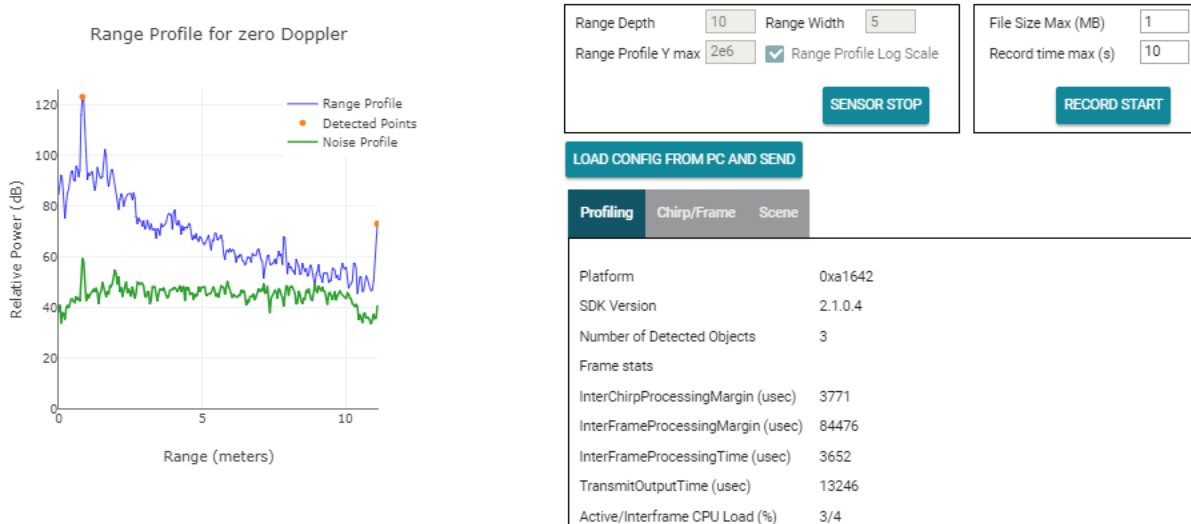 Range Profile for zero Doppler
Range Profile
Detected Points
Noise Profile
120
100
80
60
40
20
0
0 5 10
Relative Power (dB)
Range (meters)
Range Depth 10 Range Width 5
Range Profile Y max 2e6 Range Profile Log Scale
SENSOR STOP
File Size Max (MB) 1
Record time max (s) 10
RECORD START
LOAD CONFIG FROM PC AND SEND
Profiling Chirp/Frame Scene
Platform 0xa1642
SDK Version 2.1.0.4
Number of Detected Objects 3
Frame stats
InterChirpProcessingMargin (usec) 3771
InterFrameProcessingMargin (usec) 84476
InterFrameProcessingTime (usec) 3652
TransmitOutputTime (usec) 13246
Active/Interframe CPU Load (%) 3/4